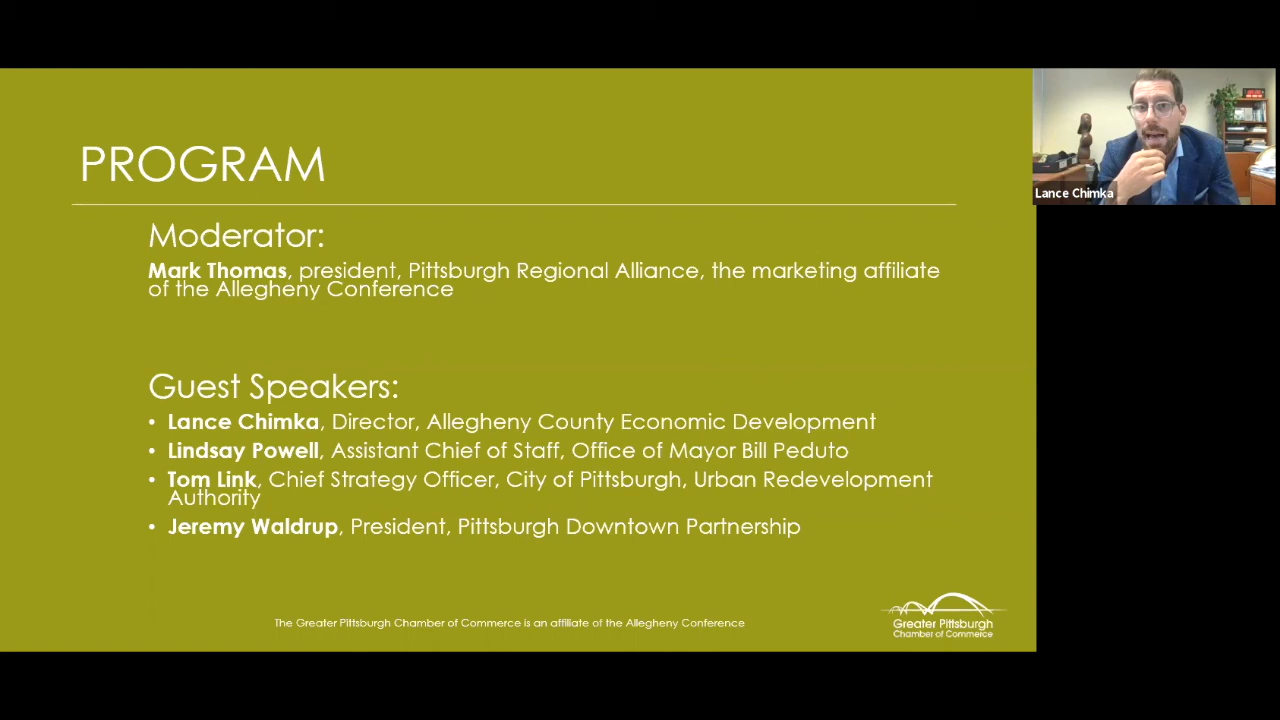 PROGRAM
Lance Chimka
Moderator:
Mark Thomas, president, Pittsburgh Regional Alliance, the marketing affiliate
of the Allegheny Conference
Guest Speakers:
• Lance Chimka, Director, Allegheny County Economic Development
• Lindsay Powell, Assistant Chief of Staff, Office of Mayor Bill Peduto
• Tom Link, Chief Strategy Officer, City of Pittsburgh, Urban Redevelopment
Authority
• Jeremy Waldrup, President, Pittsburgh Downtown Partnership
The Greater Pittsburgh Chamber of Commerce is an affiliate of the Allegheny Conference
Greater Pittsburgh
Chamber of Commerce